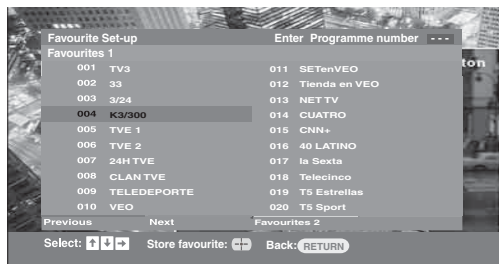 Favourite Set-up Enter Programme number - - -
Favourites 1
001 TV3
002 33
003 3/24
004 K3/300
005 TVE 1
006 TVE 2
007 24H TVE
008 CLAN TVE
009 TELEDEPORTE
010 VEO
011 SETenVEO
012 Tienda en VEO
013 NET TV
014 CUATRO
015 CNN+
016 40 LATINO
017 la Sexta
018 Telecinco
019 T5 Estrellas
020 T5 Sport
Previous Next Favourites 2
Select: ↑ ↓ → Store favourite: Back: RETURN
ton